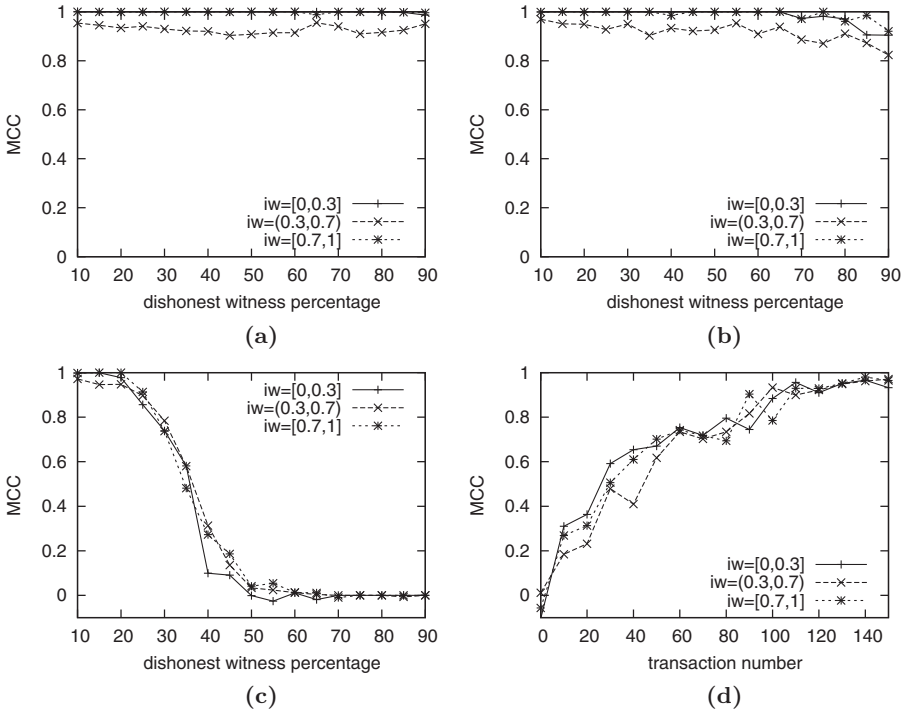 MCC
1
0.8
0.6
0.4
0.2
0
iw=[0,0.3]
iw=(0.3,0.7)
iw=[0.7,1]
10 20 30 40 50 60 70 80 90
dishonest witness percentage
(a)
MCC
1
0.8
0.6
0.4
0.2
0
iw=[0,0.3]
iw=(0.3,0.7)
iw=[0.7,1]
10 20 30 40 50 60 70 80 90
dishonest witness percentage
(b)
MCC
1
0.8
0.6
0.4
0.2
0
iw=[0,0.3]
iw=(0.3,0.7)
iw=[0.7,1]
10 20 30 40 50 60 70 80 90
dishonest witness percentage
(c)
MCC
1
0.8
0.6
0.4
0.2
0
iw=[0,0.3]
iw=(0.3,0.7)
iw=[0.7,1]
0 20 40 60 80 100 120 140
transaction number
(d)